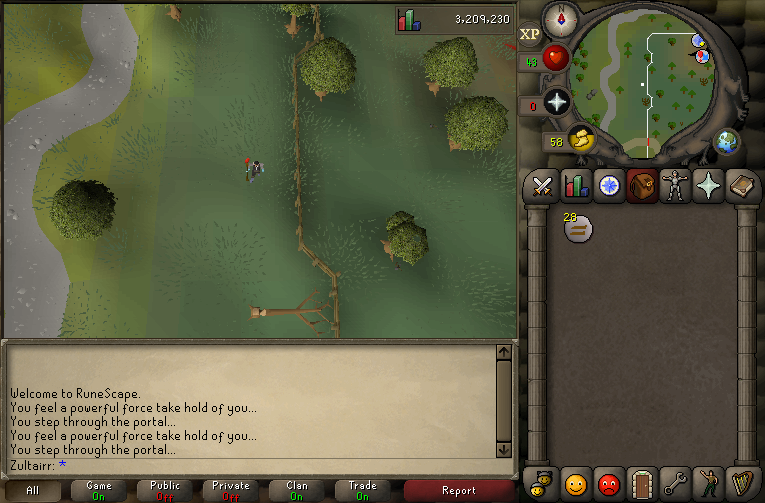 3,209,230
XP
43
0
58
28
Welcome to RuneScape.
You feel a powerful force take hold of you...
You step through the portal...
You feel a powerful force take hold of you...
You step through the portal...
Zultairr: *
All
Game
On
Public
Off
Private
Off
Clan
On
Trade
On
Report